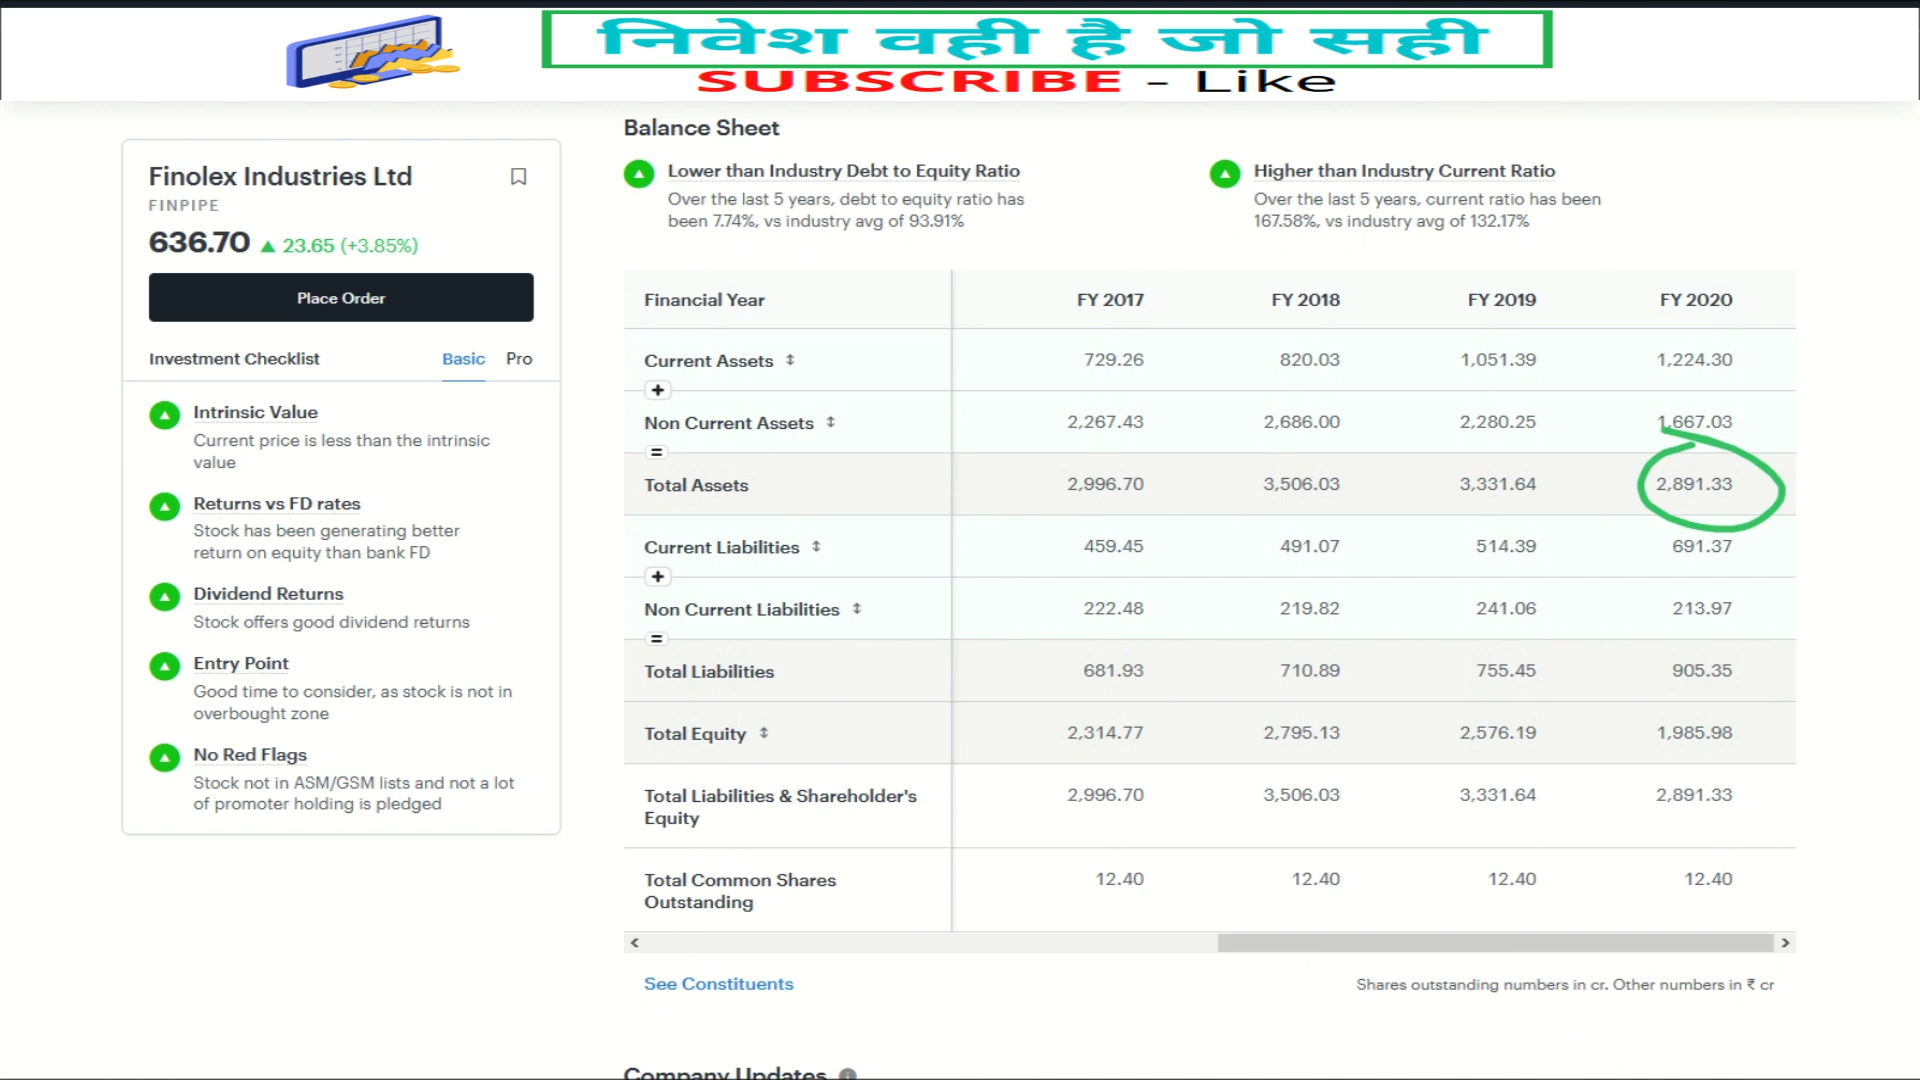 निवेश वही है जो सही
SUBSCRIBE - Like
Finolex Industries Ltd
FINPIPE
636.70 ▲ 23.65 (+3.85%)
Place Order
Investment Checklist Basic Pro
Intrinsic Value
Current price is less than the intrinsic
value
Returns vs FD rates
Stock has been generating better
return on equity than bank FD
Dividend Returns
Stock offers good dividend returns
Entry Point
Good time to consider, as stock is not in
overbought zone
No Red Flags
Stock not in ASM/GSM lists and not a lot
of promoter holding is pledged
Balance Sheet
Lower than Industry Debt to Equity Ratio
Over the last 5 years, debt to equity ratio has
been 7.74%, vs industry avg of 93.91%
Higher than Industry Current Ratio
Over the last 5 years, current ratio has been
167.58%, vs industry avg of 132.17%
Financial Year FY 2017 FY 2018 FY 2019 FY 2020
Current Assets 729.26 820.03 1,051.39 1,224.30
+
Non Current Assets 2,267.43 2,686.00 2,280.25 1,667.03
=
Total Assets 2,996.70 3,506.03 3,331.64 2,891.33
Current Liabilities 459.45 491.07 514.39 691.37
+
Non Current Liabilities 222.48 219.82 241.06 213.97
=
Total Liabilities 681.93 710.89 755.45 905.35
Total Equity 2,314.77 2,795.13 2,576.19 1,985.98
Total Liabilities & Shareholder's 2,996.70 3,506.03 3,331.64 2,891.33
Equity
Total Common Shares 12.40 12.40 12.40 12.40
Outstanding
See Constituents Shares outstanding numbers in cr. Other numbers in ₹ cr
Company Updates